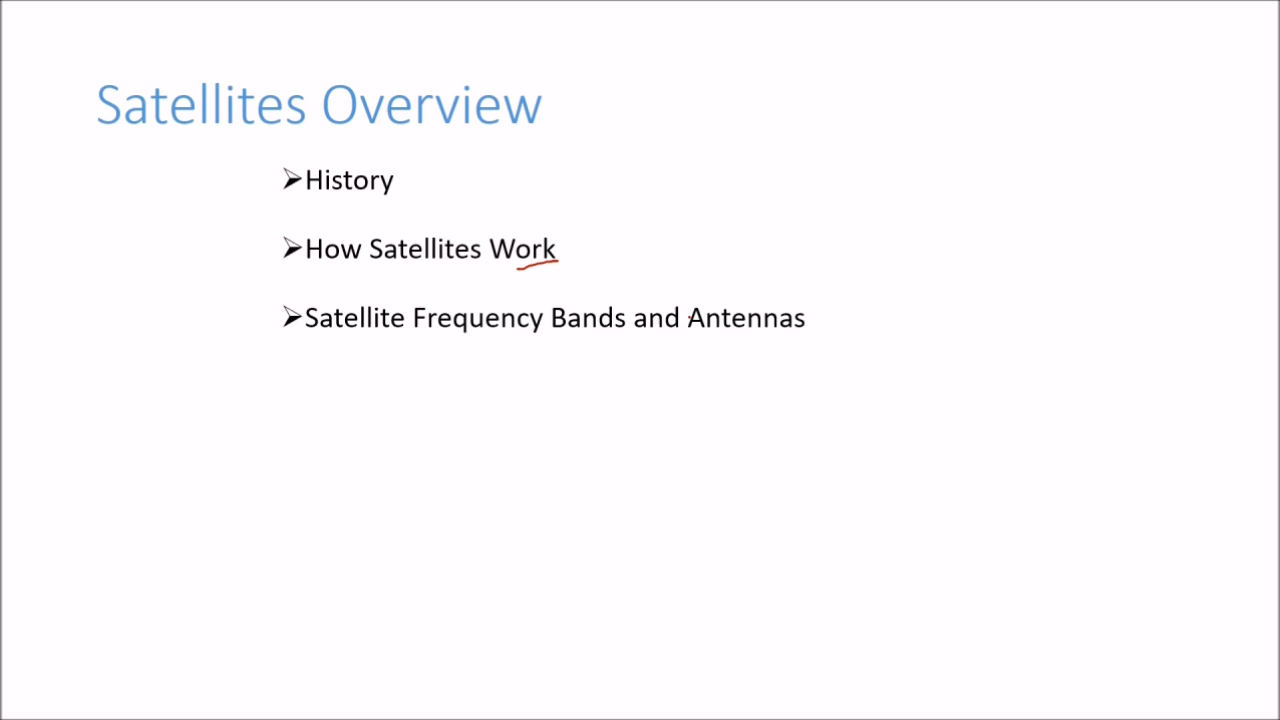 Satellites Overview
➢History
➢How Satellites Work
➢Satellite Frequency Bands and Antennas